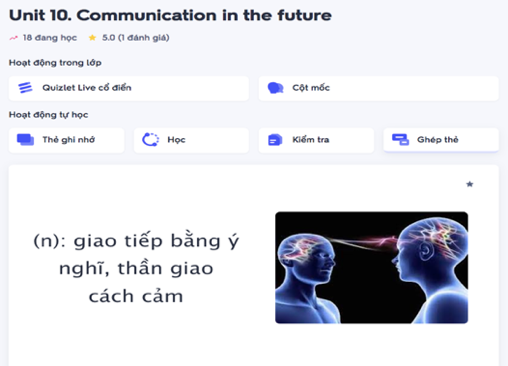 Unit 10. Communication in the future
18 đang học 5.0 (1 đánh giá)
Hoạt động trong lớp
Quizlet Live cổ điển Cột mốc
Hoạt động tự học
Thẻ ghi nhớ Học Kiểm tra Ghép thẻ
(n): giao tiếp bằng ý
nghĩ, thần giao
cách cảm